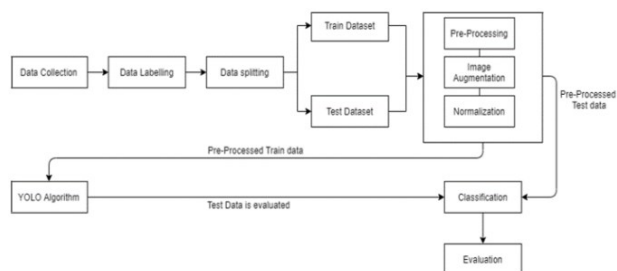 Train Dataset
Pre-Processing
Data Collection
Data Labelling
Data splitting
Image
Augmentation
Pre-Processed
Test data
Test Dataset
Normalization
Pre-Processed Train data
YOLO Algorithm
Test Data is evaluated
Classification
Evaluation